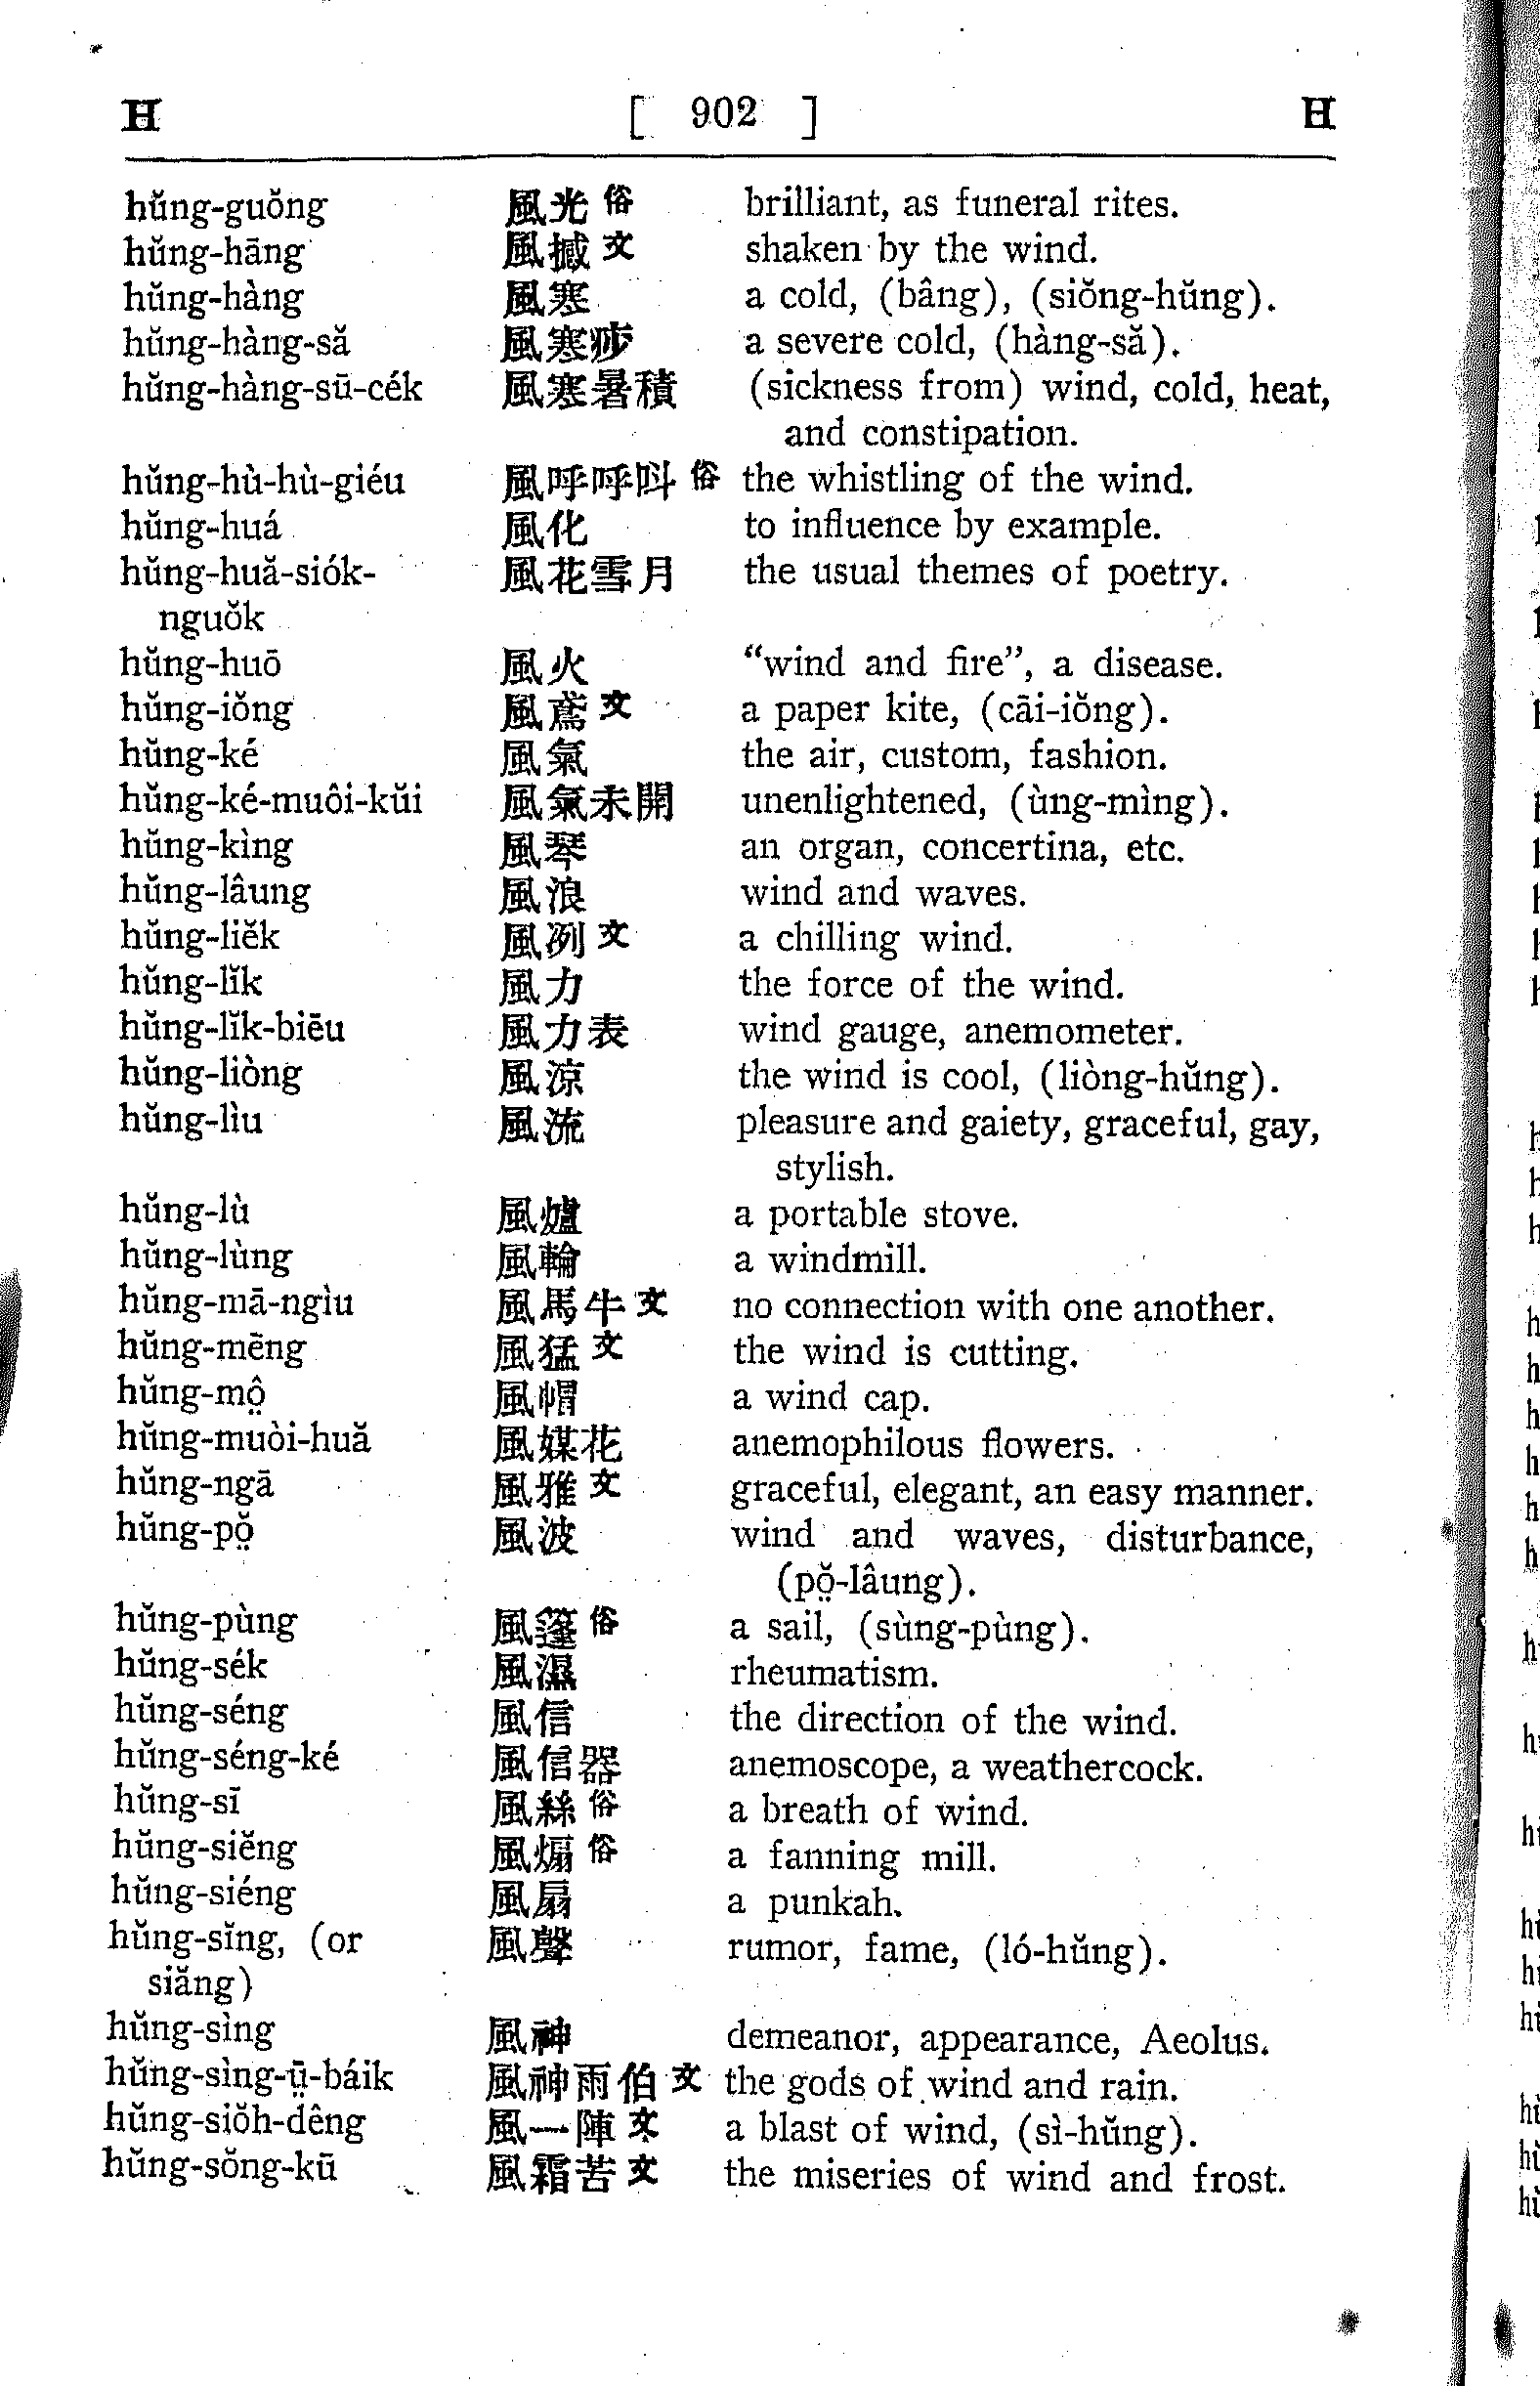 H [ 902 ] H
hŭng-guŏng 風光 俗 brilliant, as funeral rites.
hŭng-hāng 風撼 文 shaken by the wind.
hŭng-hàng 風寒 a cold, (bâng), (siŏng-hŭng).
hŭng-hàng-să 風寒痧 a severe cold, (hàng-să).
hŭng-hàng-sū-cék 風寒暑積 (sickness from) wind, cold, heat,
and constipation.
hŭng-hù-hù-giéu 風呼呼呌 俗 the whistling of the wind.
hŭng-huá 風化 to influence by example.
hŭng-huă-siók- 風花雪月 the usual themes of poetry.
nguŏk
hŭng-huō 風火 “wind and fire”, a disease.
hŭng-iŏng 風鳶 文 a paper kite, (cāi-iŏng).
hŭng-ké 風氣 the air, custom, fashion.
hŭng-ké-muôi-kŭi 風氣未開 unenlightened, (ùng-mìng).
hŭng-kìng 風琴 an organ, concertina, etc.
hŭng-lâung 風浪 wind and waves.
hŭng-liĕk 風冽 文 a chilling wind.
hŭng-lĭk 風力 the force of the wind.
hŭng-lĭk-biēu 風力表 wind gauge, anemometer.
hŭng-liòng 風涼 the wind is cool, (liòng-hŭng).
hŭng-lìu 風流 pleasure and gaiety, graceful, gay,
stylish.
hŭng-lù 風爐 a portable stove.
hŭng-lùng 風輪 a windmill.
hŭng-mā-ngìu 風馬牛 文 no connection with one another.
hŭng-mēng 風猛 文 the wind is cutting.
hŭng-mô̤ 風帽 a wind cap.
hŭng-muòi-huă 風媒花 anemophilous flowers.
hŭng-ngā 風雅 文 graceful, elegant, an easy manner.
hŭng-pŏ̤ 風波 wind and waves, disturbance,
(pŏ̤-lâung).
hŭng-pùng 風篷 俗 a sail, (sùng-pùng).
hŭng-sék 風濕 rheumatism.
hŭng-séng 風信 the direction of the wind.
hŭng-séng-ké 風信器 anemoscope, a weathercock.
hŭng-sī 風絲 俗 a breath of wind.
hŭng-siĕng 風煽 俗 a fanning mill.
hŭng-siéng 風扇 a punkah.
hŭng-sĭng, (or 風聲 rumor, fame, (ló-hŭng).
siăng)
hŭng-sìng 風神 demeanor, appearance, Aeolus.
hŭng-sìng-ṳ̄-báik 風神雨伯 文 the gods of wind and rain.
hŭng-siŏh-dêng 風一陣 文 a blast of wind, (sì-hŭng).
hŭng-sŏng-kū 風霜苦 文 the miseries of wind and frost.